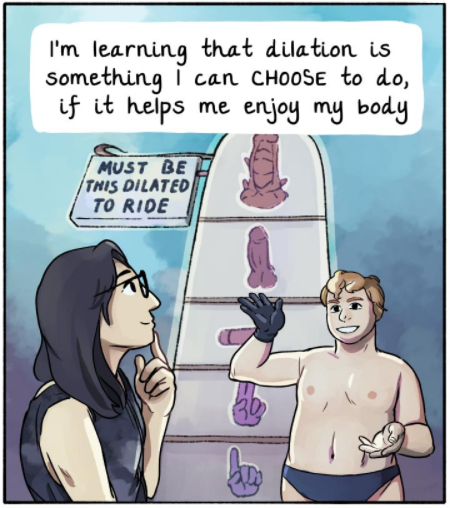 I'm learning that dilation is
something I can CHOOSE to do,
if it helps me enjoy my body
MUST BE
THIS DILATED
TO RIDE